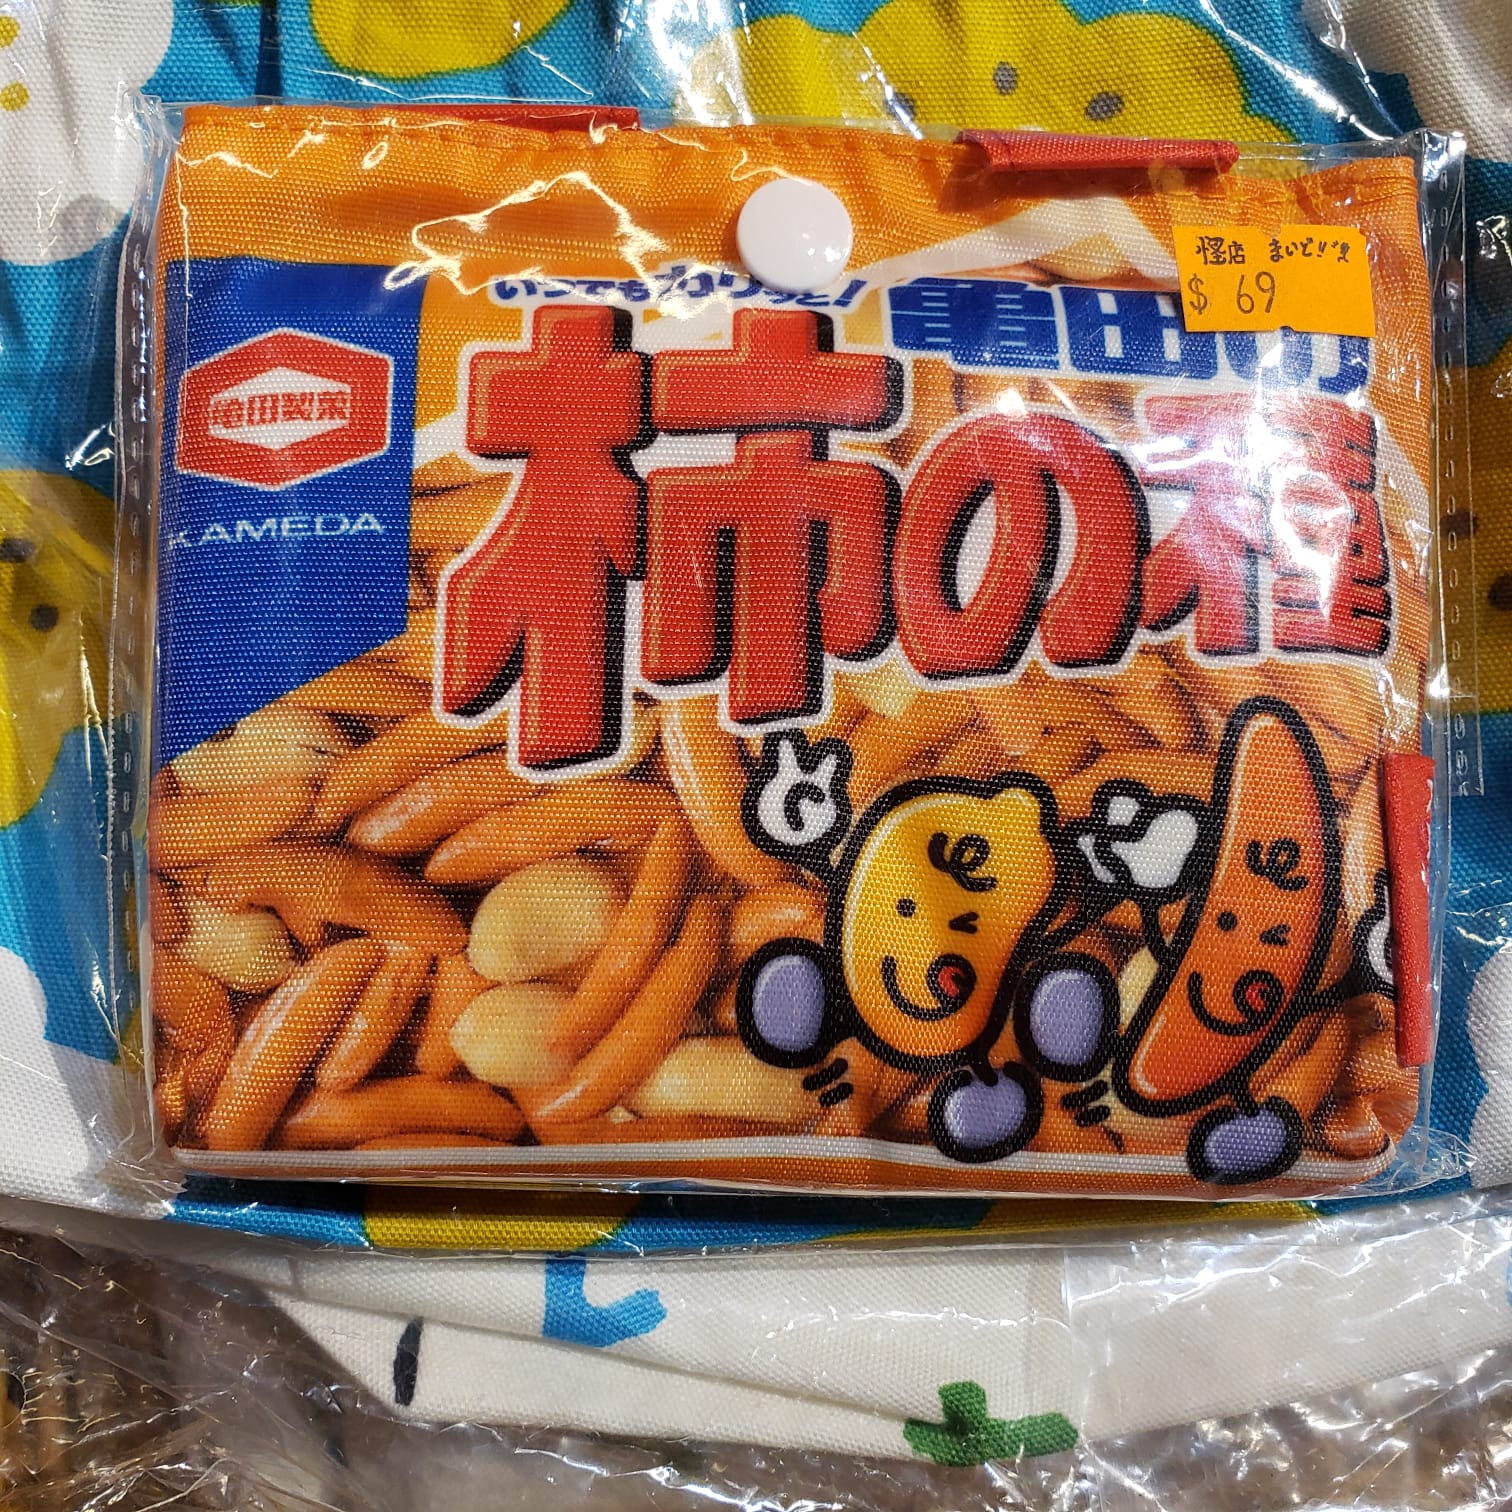 怪店 まいど!!
$ 69
いつでもカリッと!
亀田の
柿の種
亀田製菓
KAMEDA